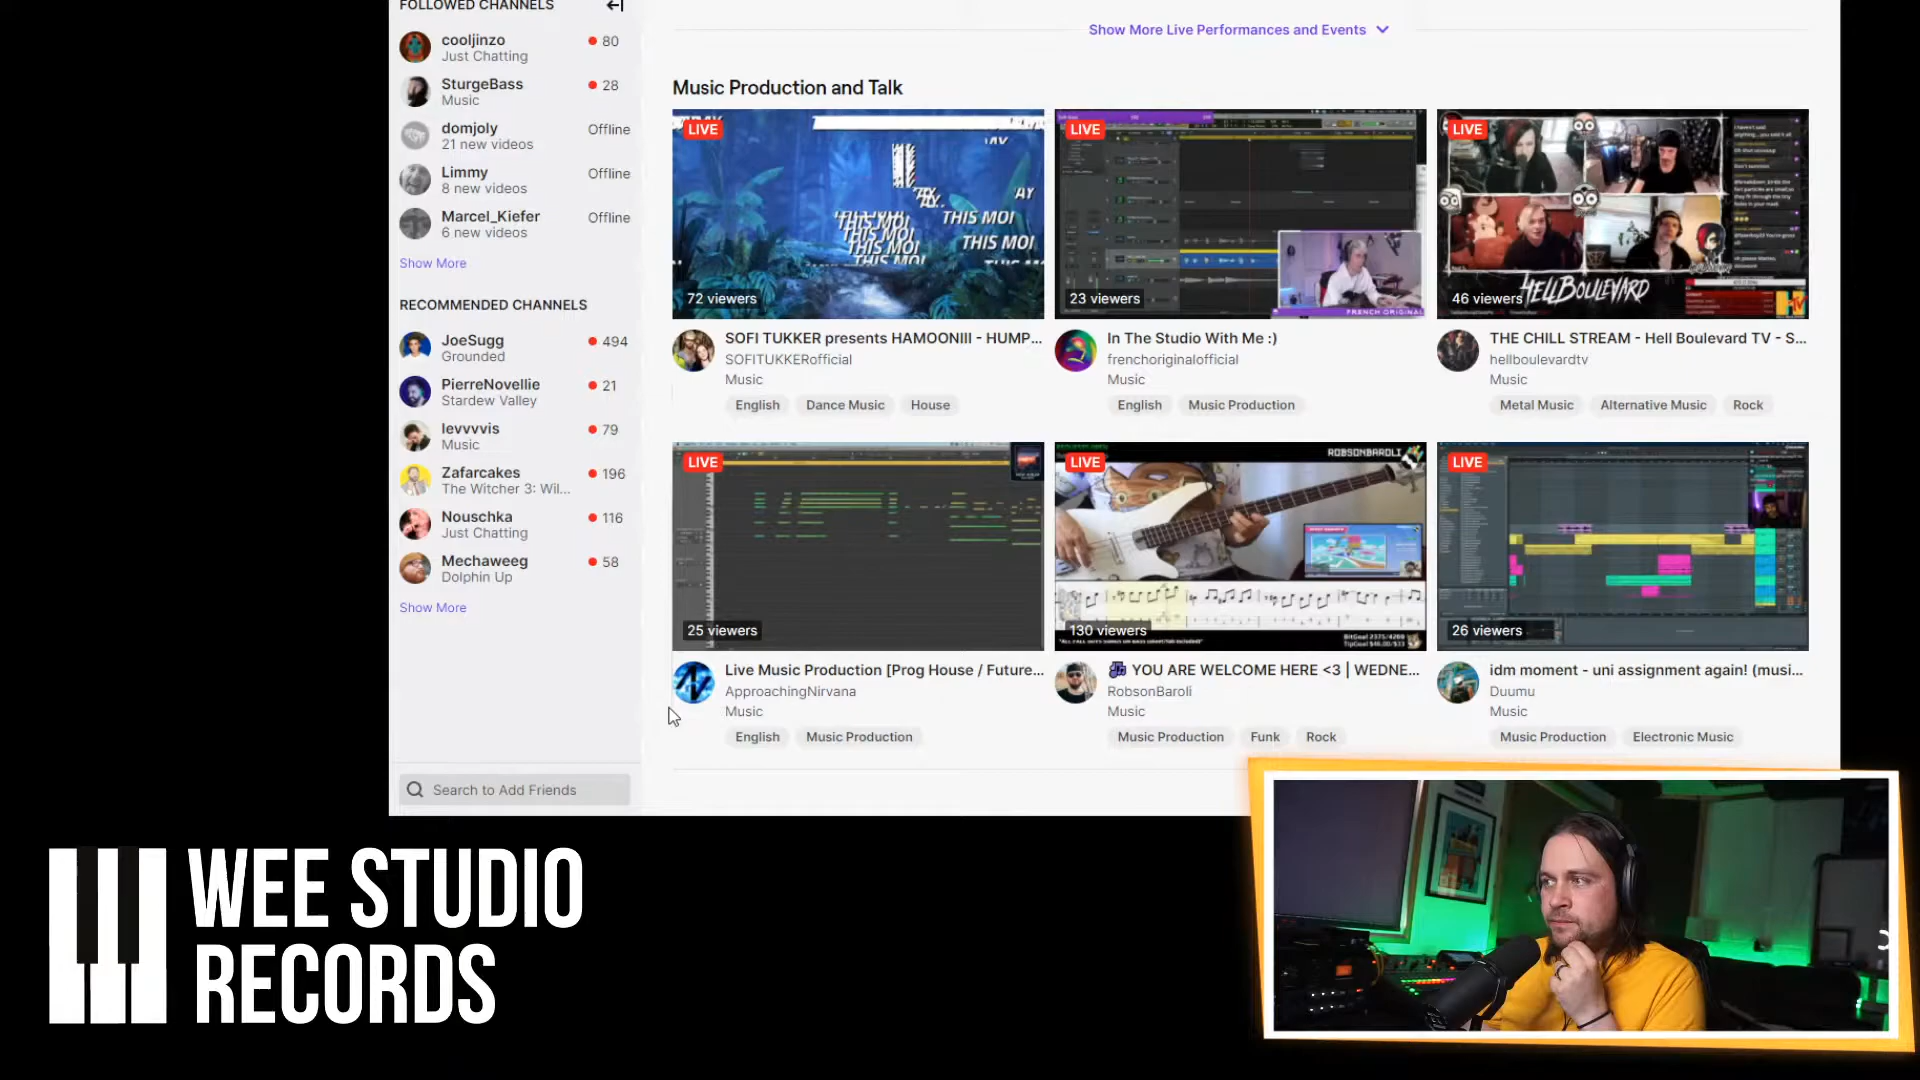 FOLLOWED CHANNELS
cooljinzo
80
Just Chatting
SturgeBass
28
Music
domjoly
Offline
21 new videos
Limmy
Offline
8 new videos
Marcel_Kiefer
Offline
6 new videos
Show More
RECOMMENDED CHANNELS
JoeSugg
494
Grounded
PierreNovellie
21
Stardew Valley
levvvvis
79
Music
Zafarcakes
196
The Witcher 3: Wil...
Nouschka
116
Just Chatting
Mechaweeg
58
Dolphin Up
Show More
Search to Add Friends
Show More Live Performances and Events
Music Production and Talk
LIVE
THIS MOI
THIS MOI
THIS MOI
THIS MOI
72 viewers
SOFI TUKKER presents HAMOONIII - HUMP...
SOFITUKKERofficial
Music
English Dance Music House
LIVE
23 viewers
FRENCH ORIGINAL
In The Studio With Me :)
frenchoriginalofficial
Music
English Music Production
LIVE
HELL BOULEVARD
46 viewers
THE CHILL STREAM - Hell Boulevard TV - S...
hellboulevardtv
Music
Metal Music Alternative Music Rock
LIVE
25 viewers
Live Music Production [Prog House / Future...
ApproachingNirvana
Music
English Music Production
LIVE
ROBSONBAROLI
130 viewers
YOU ARE WELCOME HERE <3 | WEDNE...
RobsonBaroli
Music
Music Production Funk Rock
LIVE
26 viewers
idm moment - uni assignment again! (musi...
Duumu
Music
Music Production Electronic Music
WEE STUDIO
RECORDS